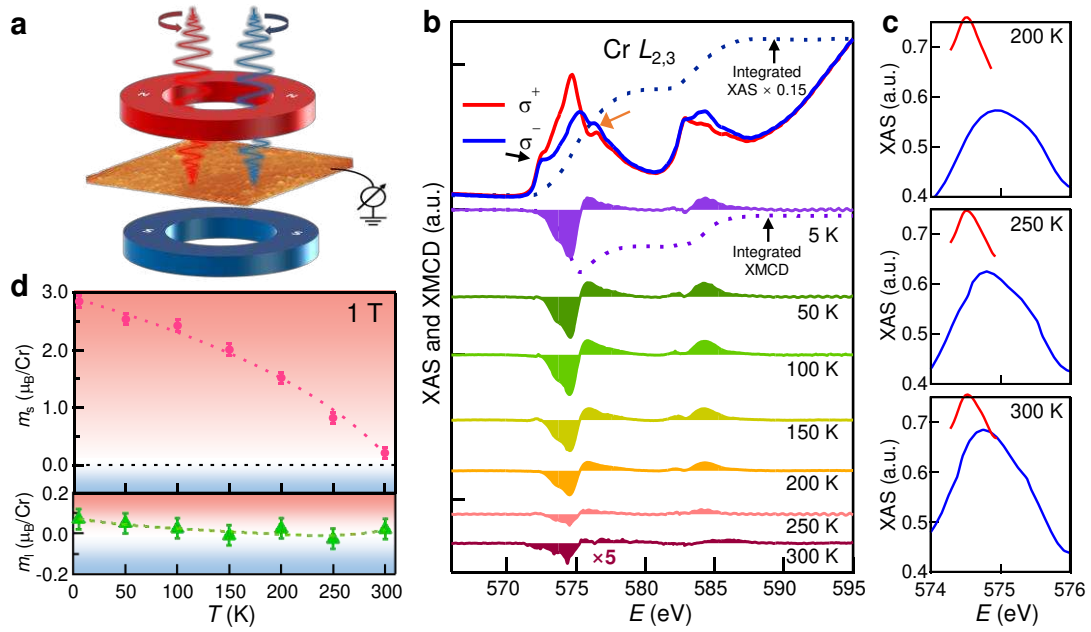 a
N
N
S
S
b
Cr L2,3
σ+
σ−
Integrated
XAS × 0.15
Integrated
XMCD
5 K
50 K
100 K
150 K
200 K
250 K
×5
300 K
XAS and XMCD (a.u.)
570 575 580 585 590 595
E (eV)
c
200 K
0.7
0.6
0.5
0.4
XAS (a.u.)
250 K
0.7
0.6
0.5
0.4
XAS (a.u.)
300 K
0.7
0.6
0.5
0.4
XAS (a.u.)
574 575 576
E (eV)
d
1 T
3.0
2.0
1.0
0.0
ms (μB/Cr)
0.2
0.0
-0.2
ml (μB/Cr)
0 50 100 150 200 250 300
T (K)